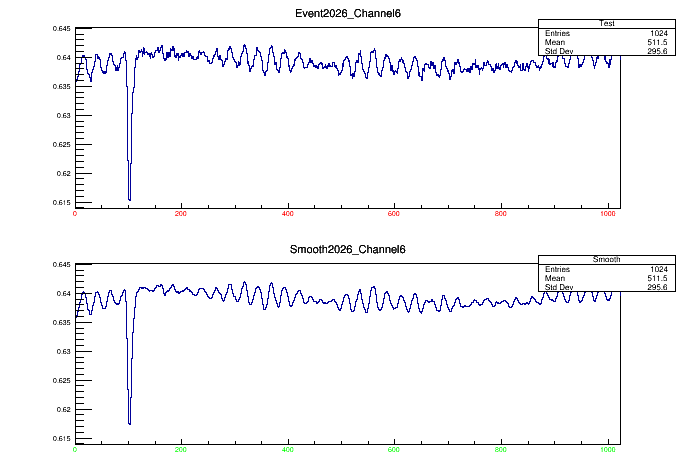 Event2026_Channel6
Test
Entries 1024
Mean 511.5
Std Dev 295.6
0.645
0.64
0.635
0.63
0.625
0.62
0.615
0 200 400 600 800 1000
Smooth2026_Channel6
Smooth
Entries 1024
Mean 511.5
Std Dev 295.6
0.645
0.64
0.635
0.63
0.625
0.62
0.615
0 200 400 600 800 1000